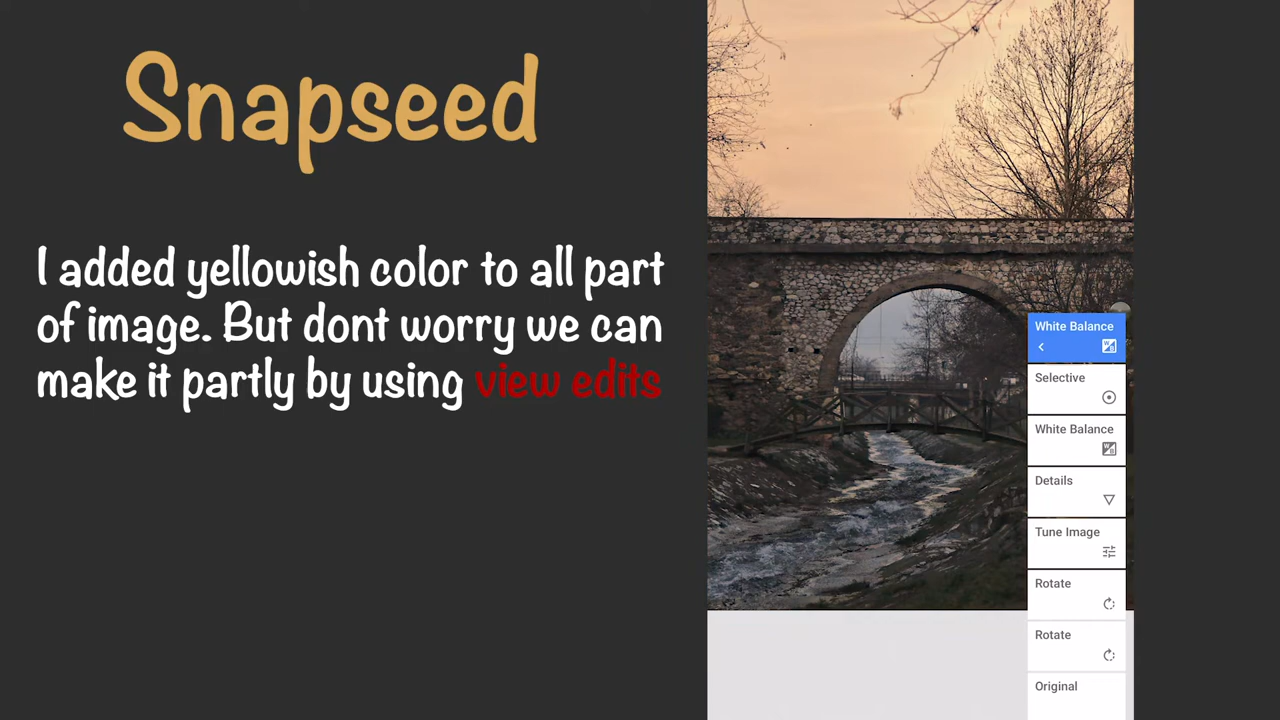 Snapseed
I added yellowish color to all part
of image. But dont worry we can
make it partly by using view edits
White Balance
Selective
White Balance
Details
Tune Image
Rotate
Rotate
Original